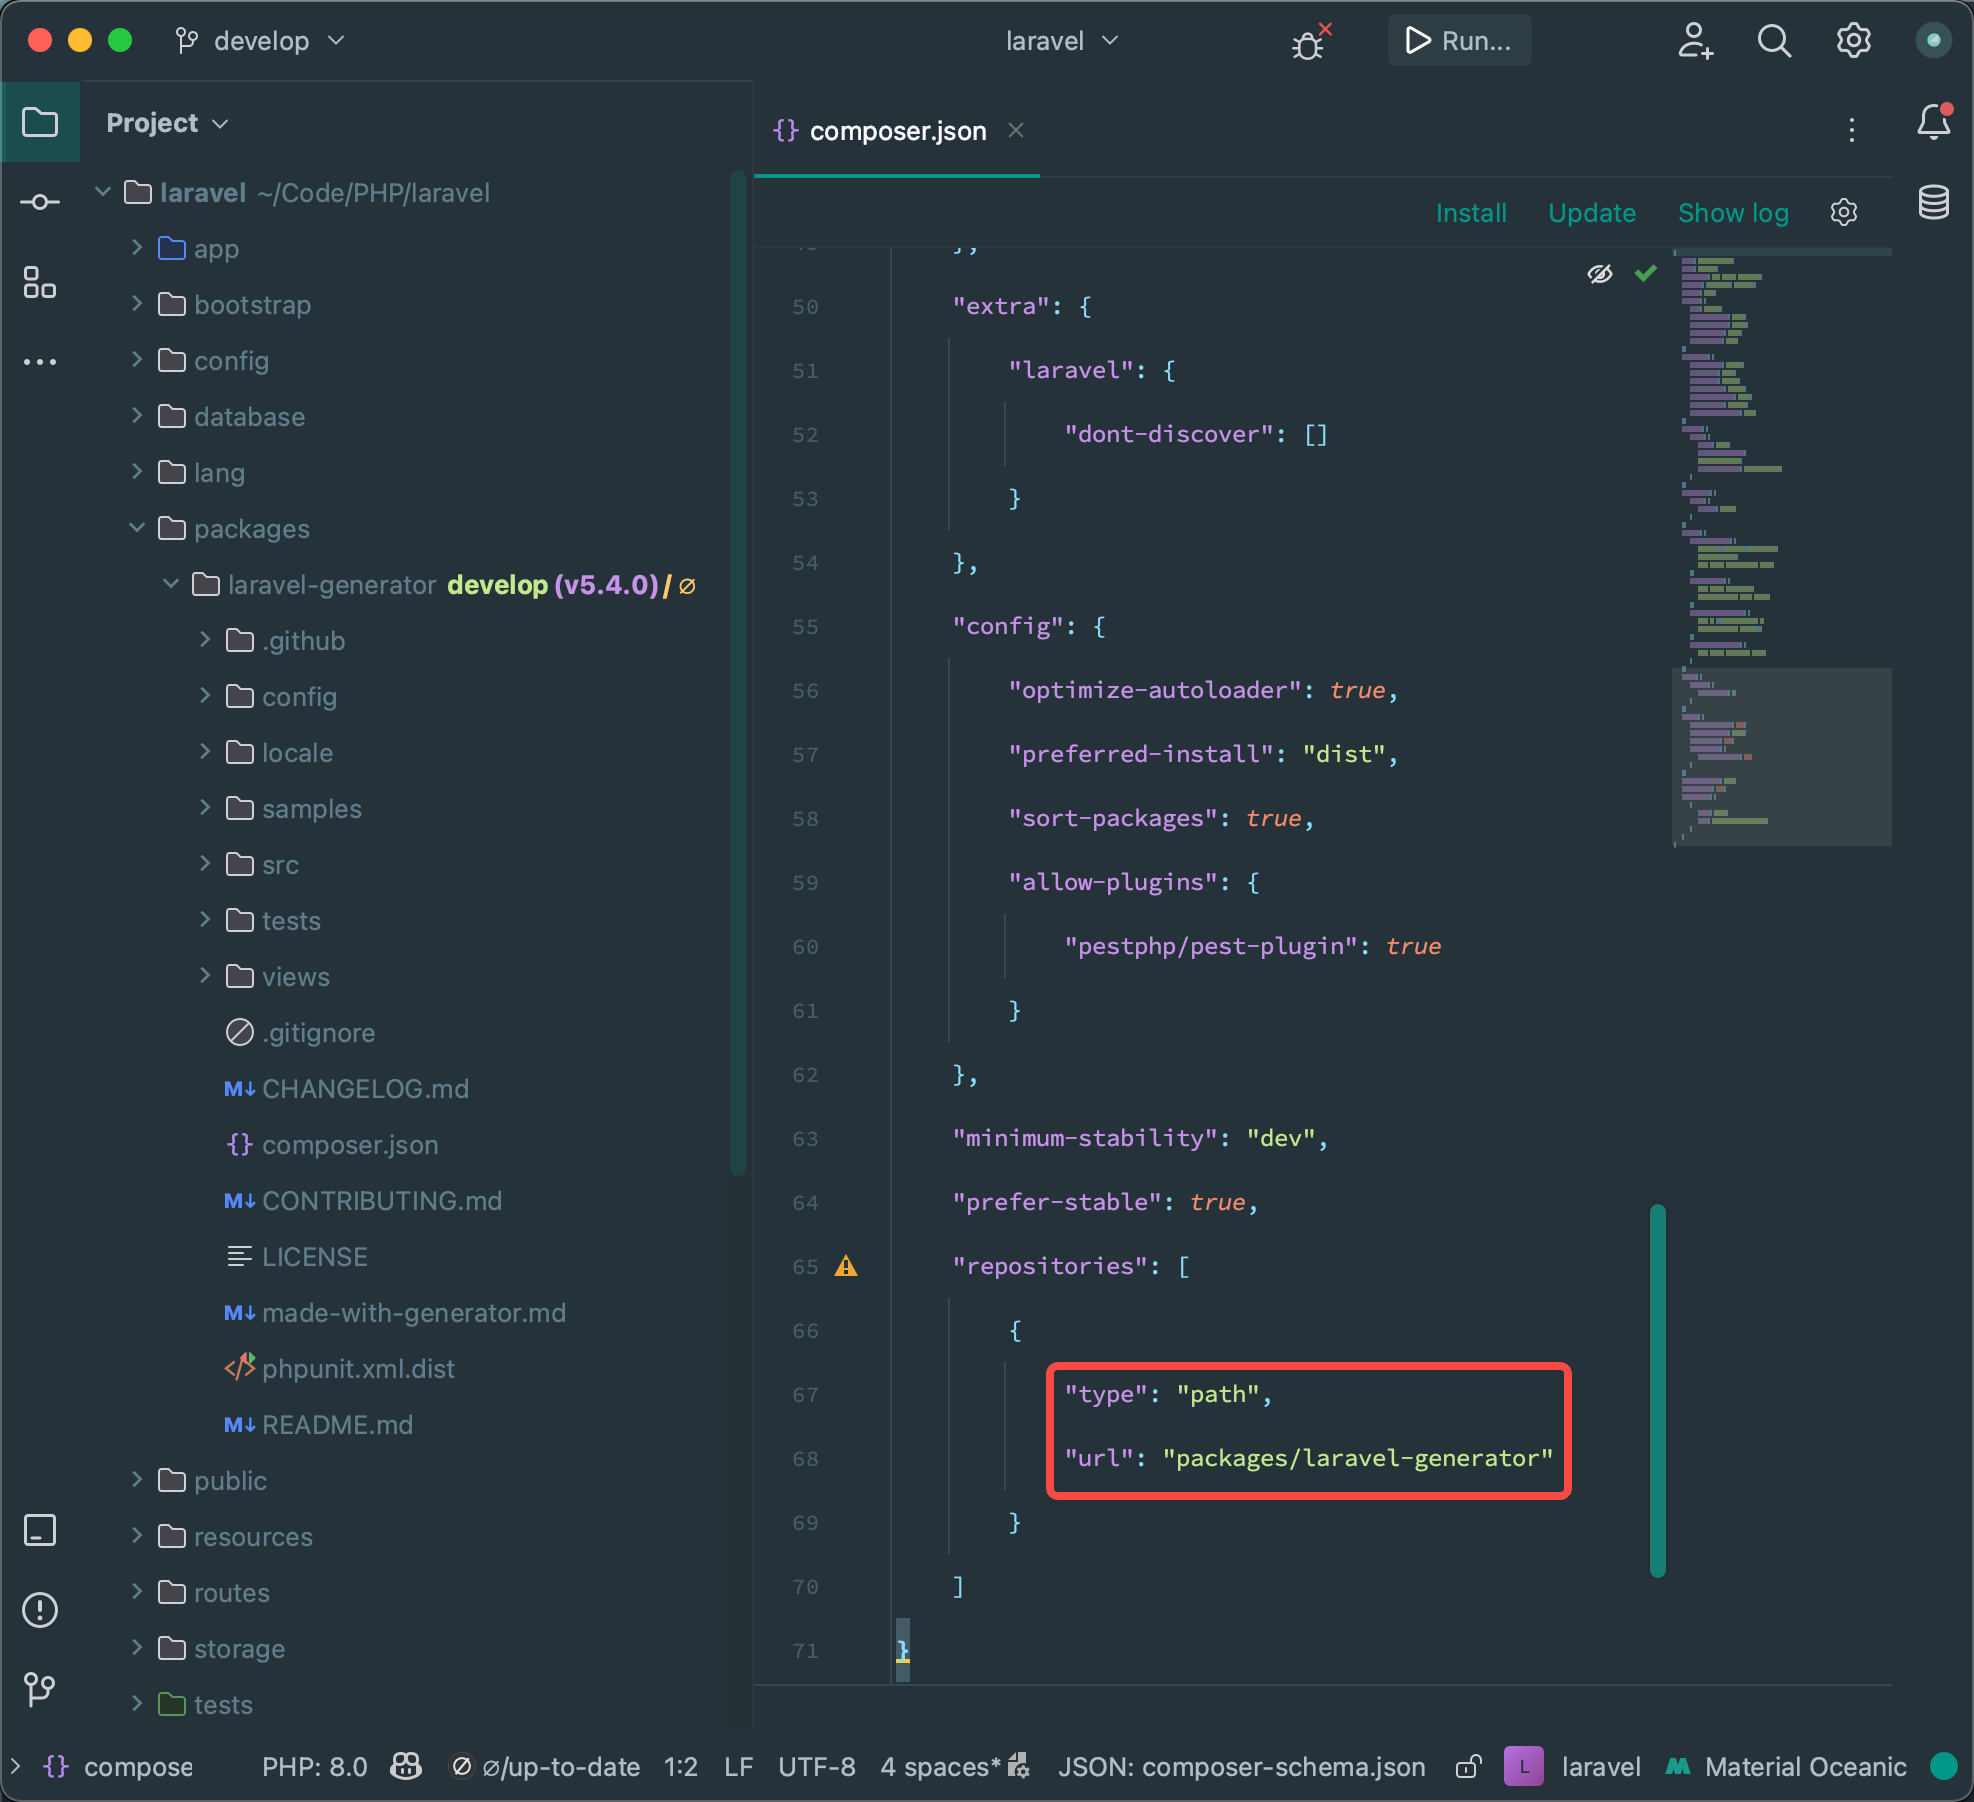 develop
laravel
Run...
Project
laravel ~/Code/PHP/laravel
app
bootstrap
config
database
lang
packages
laravel-generator develop (v5.4.0) / ∅
.github
config
locale
samples
src
tests
views
.gitignore
M↓ CHANGELOG.md
{} composer.json
M↓ CONTRIBUTING.md
LICENSE
M↓ made-with-generator.md
</> phpunit.xml.dist
M↓ README.md
public
resources
routes
storage
tests
{} composer.json
Install Update Show log
},
50 "extra": {
51 "laravel": {
52 "dont-discover": []
53 }
54 },
55 "config": {
56 "optimize-autoloader": true,
57 "preferred-install": "dist",
58 "sort-packages": true,
59 "allow-plugins": {
60 "pestphp/pest-plugin": true
61 }
62 },
63 "minimum-stability": "dev",
64 "prefer-stable": true,
65 "repositories": [
66 {
67 "type": "path",
68 "url": "packages/laravel-generator"
69 }
70 ]
71 }
{} compose PHP: 8.0 ∅/up-to-date 1:2 LF UTF-8 4 spaces* JSON: composer-schema.json L laravel Material Oceanic